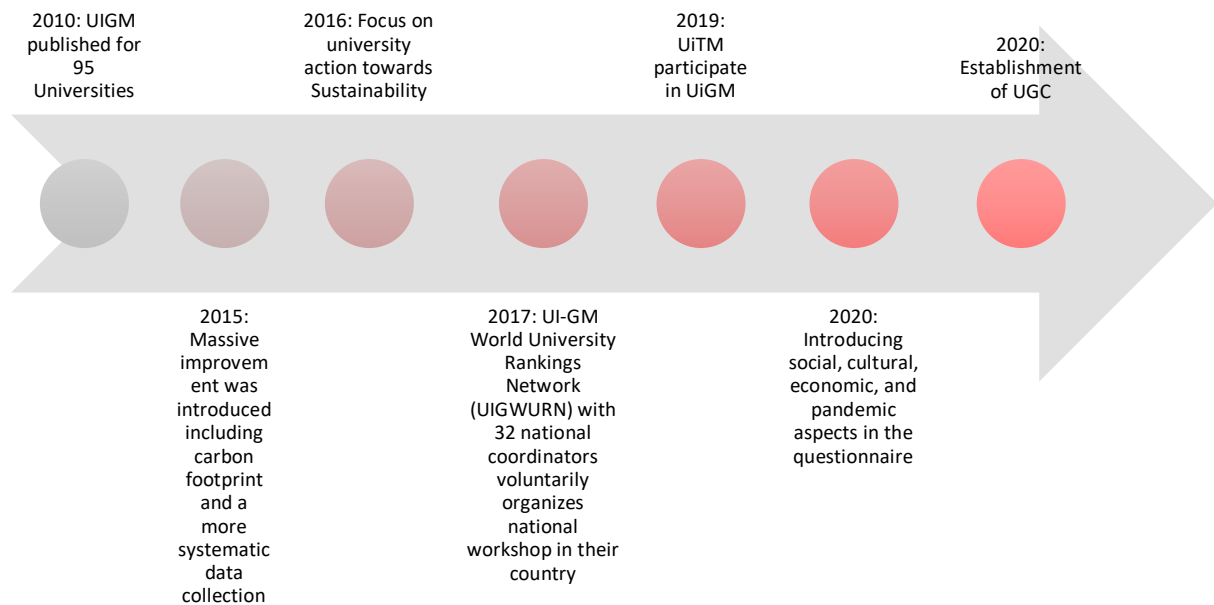 2010: UIGM
published for
95
Universities
2015:
Massive
improvem
ent was
introduced
including
carbon
footprint
and a
more
systematic
data
collection
2016: Focus on
university
action towards
Sustainability
2017: UI-GM
World University
Rankings
Network
(UIGWURN) with
32 national
coordinators
voluntarily
organizes
national
workshop in their
country
2019:
UiTM
participate
in UiGM
2020:
Introducing
social, cultural,
economic, and
pandemic
aspects in the
questionnaire
2020:
Establishment
of UGC